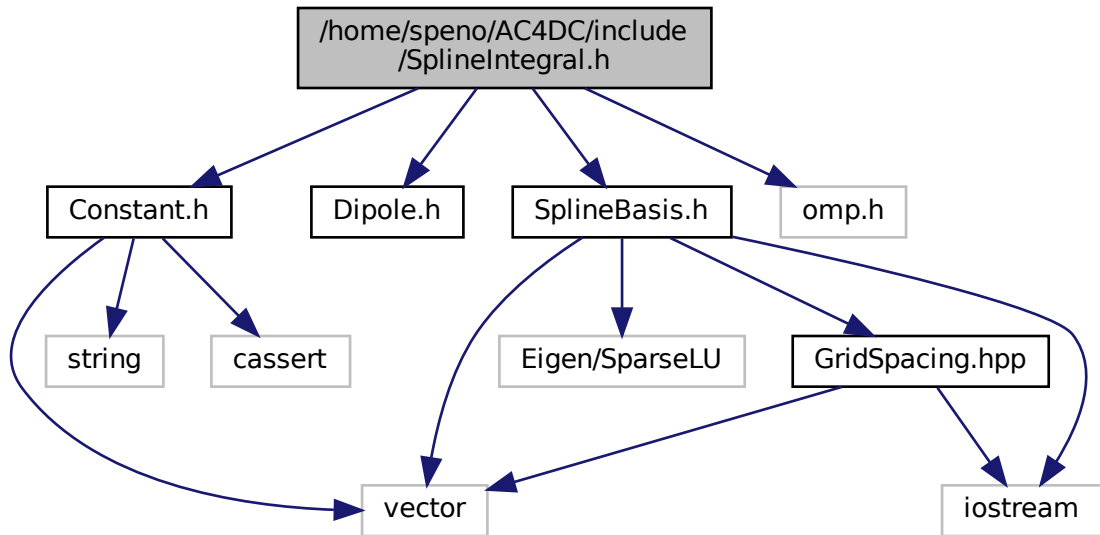 /home/speno/AC4DC/include
/SplineIntegral.h
Constant.h
Dipole.h
SplineBasis.h
omp.h
string
cassert
Eigen/SparseLU
GridSpacing.hpp
vector
iostream